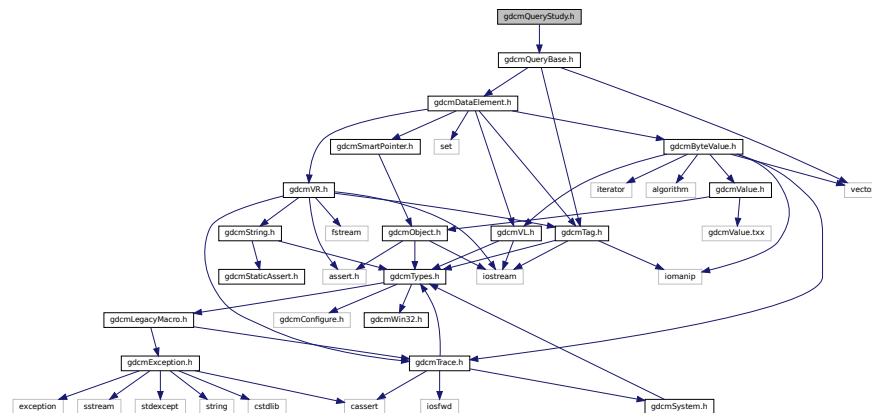 gdcmQueryStudy.h
gdcmQueryBase.h
gdcmDataElement.h
gdcmSmartPointer.h
set
gdcmByteValue.h
gdcmVR.h
iterator
algorithm
gdcmValue.h
vecto
gdcmString.h
fstream
gdcmObject.h
gdcmVL.h
gdcmTag.h
gdcmValue.txx
gdcmStaticAssert.h
assert.h
gdcmTypes.h
iostream
iomanip
gdcmLegacyMacro.h
gdcmConfigure.h
gdcmWin32.h
gdcmException.h
gdcmTrace.h
exception
sstream
stdexcept
string
cstdlib
cassert
iosfwd
gdcmSystem.h